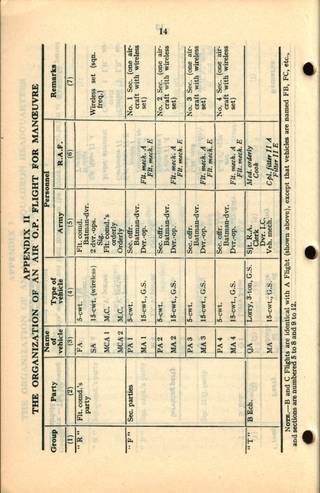 14
APPENDIX II
THE ORGANIZATION OF AN AIR O.P. FLIGHT FOR MANŒUVRE
Group Party Name of vehicle Type of vehicle Personnel Remarks
Army R.A.F.
(1) (2) (3) (4) (5) (6) (7)
" R " Flt. comd.'s party FA 5-cwt. Flt. comd. Batman-dvr.
SA 15-cwt. (wireless) 2 dvr.-ops. Sig. Wireless set (sqn. freq.)
MCA 1 M.C. Flt. comd.'s orderly
MCA 2 M.C. Orderly
" F " Sec. parties PA 1 5-cwt. Sec. offr. Batman-dvr. No. 1 Sec. (one aircraft with wireless set)
MA 1 15-cwt., G.S. Dvr.-op. Flt. mech. A Flt. mech. E
PA 2 5-cwt. Sec. offr. Batman-dvr. No. 2 Sec. (one aircraft with wireless set)
MA 2 15-cwt., G.S. Dvr.-op. Flt. mech. A Flt. mech. E
PA 3 5-cwt. Sec. offr. Batman-dvr. No. 3 Sec. (one aircraft with wireless set)
MA 3 15-cwt., G.S. Dvr.-op. Flt. mech. A Flt. mech. E
PA 4 5-cwt. Sec. offr. Batman-dvr. No. 4 Sec. (one aircraft with wireless set)
MA 4 15-cwt., G.S. Dvr.-op. Flt. mech. A Flt. mech. E
" T " B Ech. QA Lorry, 3-ton, G.S. Sjt. R.A. Clerk Dvr. I.C. Med. orderly Cook
MA 15-cwt., G.S. Veh. mech. Cpl. fitter II A Fitter II E
NOTE.—B and C Flights are identical with A Flight (shown above), except that vehicles are named FB, FC, etc.,
and sections are numbered 5 to 8 and 9 to 12.